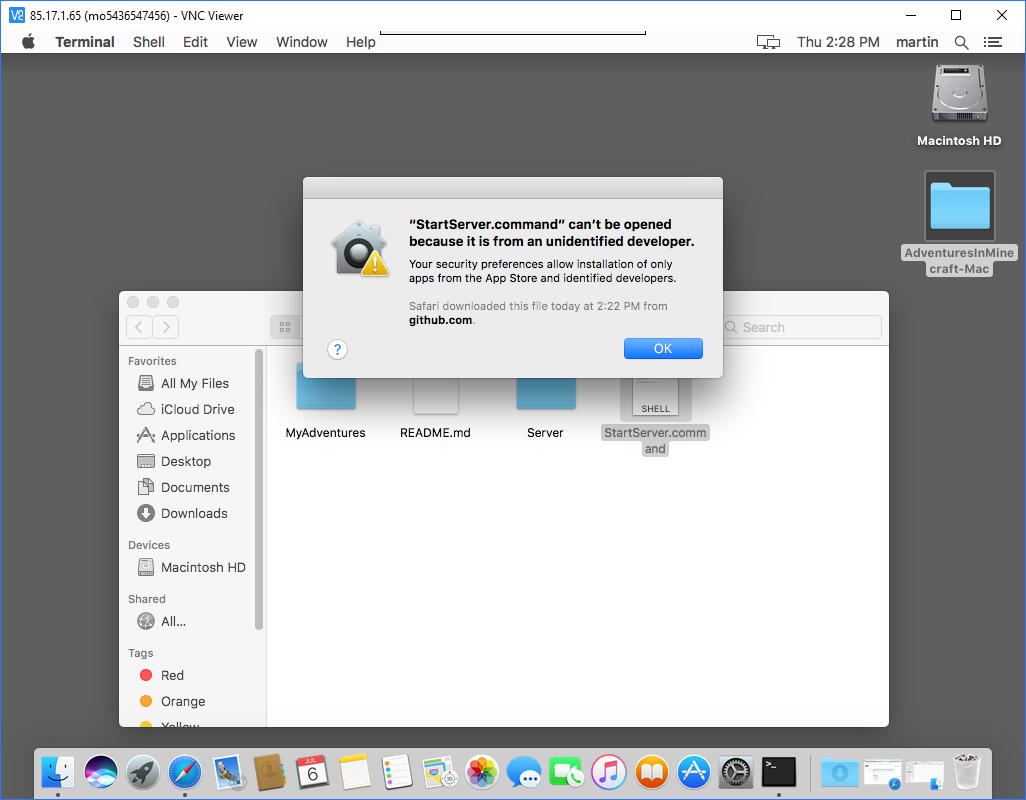 85.17.1.65 (mo5436547456) - VNC Viewer
Terminal Shell Edit View Window Help Thu 2:28 PM martin
Macintosh HD
AdventuresInMine
craft-Mac
“StartServer.command” can’t be opened
because it is from an unidentified developer.
Your security preferences allow installation of only
apps from the App Store and identified developers.
Safari downloaded this file today at 2:22 PM from
github.com.
?
OK
Search
Favorites
All My Files
iCloud Drive
Applications
Desktop
Documents
Downloads
Devices
Macintosh HD
Shared
All...
Tags
Red
Orange
Yellow
SHELL
MyAdventures
README.md
Server
StartServer.comm
and
JUL
6